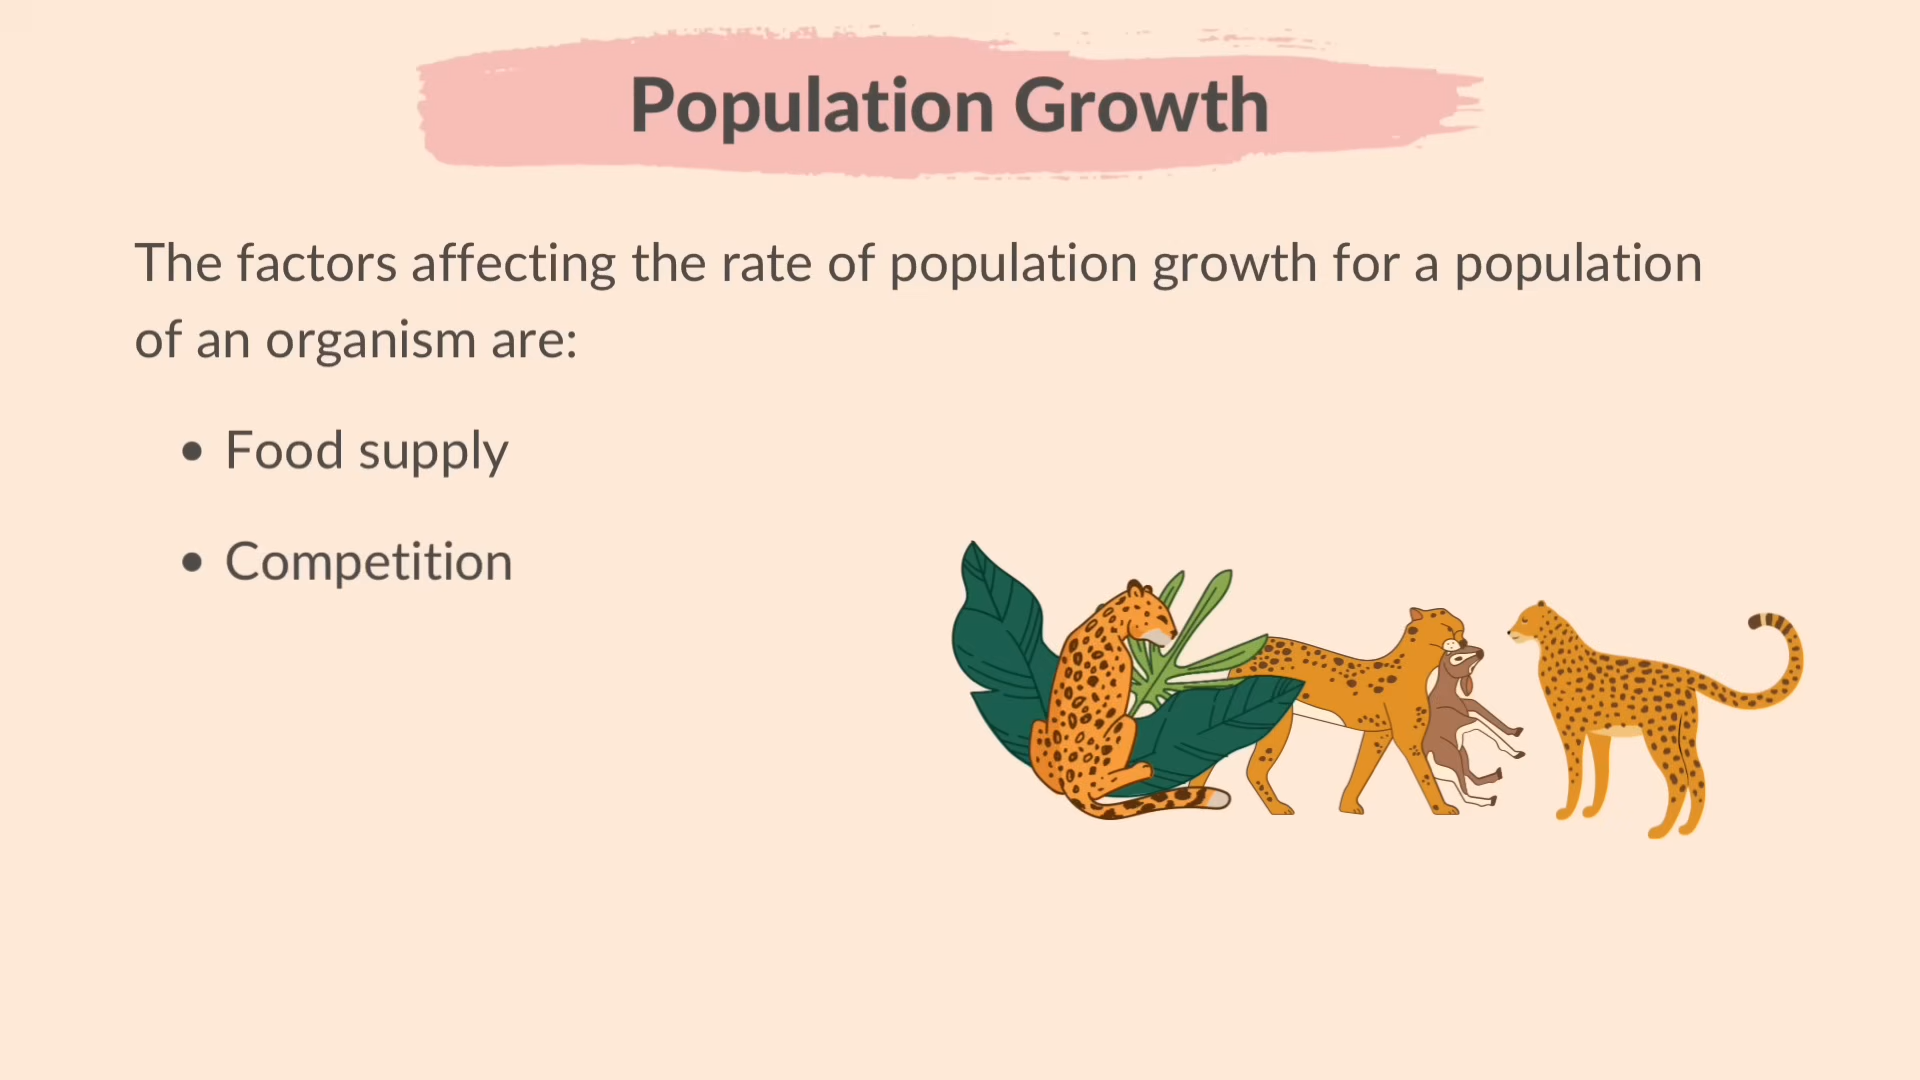 Population Growth
The factors affecting the rate of population growth for a population
of an organism are:
• Food supply
• Competition